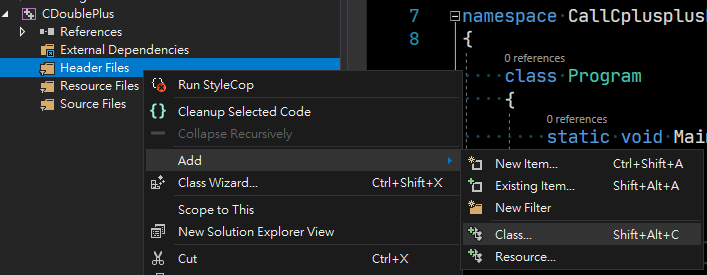 CDoublePlus
References
External Dependencies
Header Files
Resource Files
Source Files
Run StyleCop
Cleanup Selected Code
Collapse Recursively
Add
Class Wizard... Ctrl+Shift+X
Scope to This
New Solution Explorer View
Cut Ctrl+X
7 namespace CallCplusplus
8 {
0 references
class Program
{
0 references
static void Mai
New Item... Ctrl+Shift+A
Existing Item... Shift+Alt+A
New Filter
Class... Shift+Alt+C
Resource...